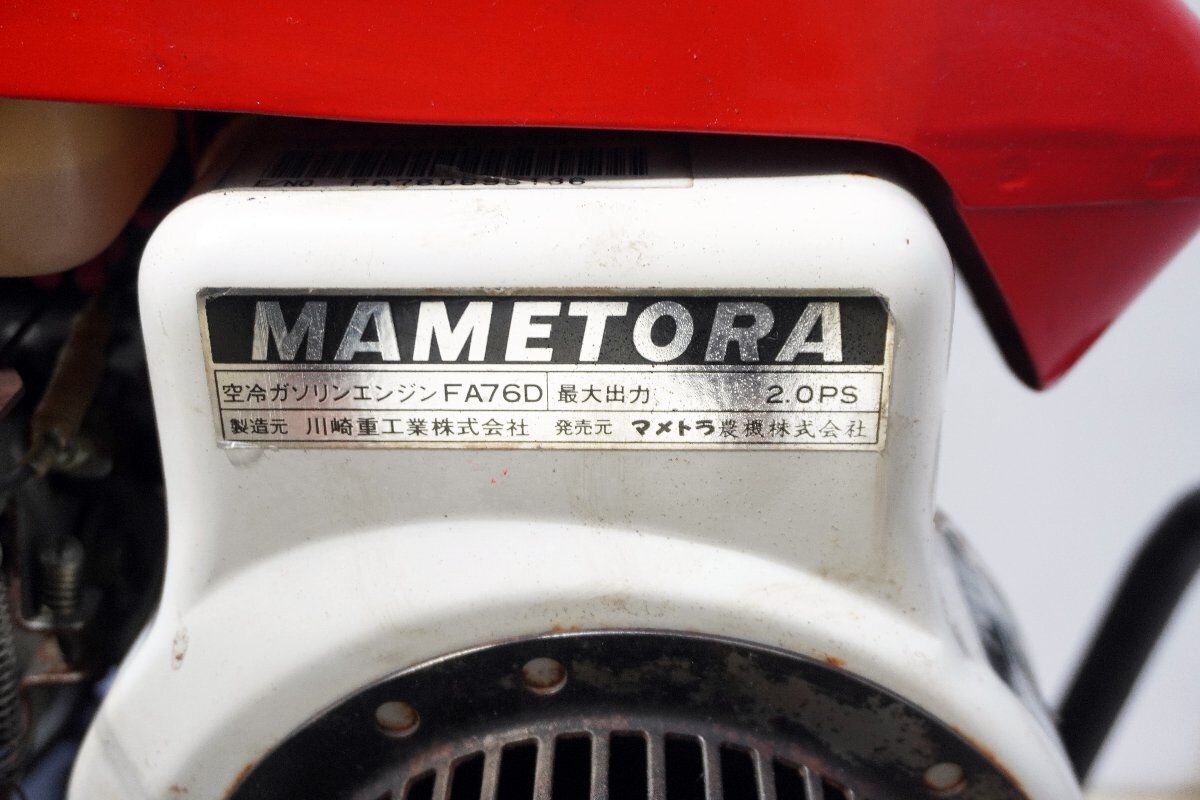 E/NO. 
MAMETORA
空冷ガソリンエンジン FA76D 最大出力 2.0PS
製造元 川崎重工業株式会社 発売元 マメトラ農機株式会社